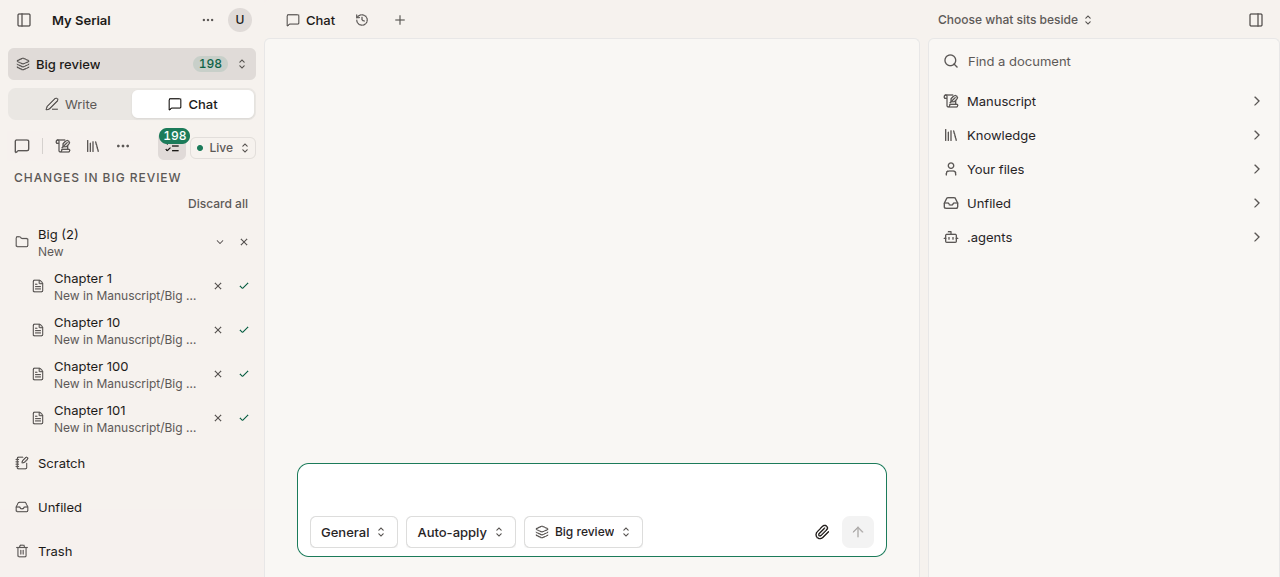 My Serial
U
Chat
Choose what sits beside
Big review
198
Write
Chat
198
Live
CHANGES IN BIG REVIEW
Discard all
Big (2)
New
Chapter 1
New in Manuscript/Big ...
Chapter 10
New in Manuscript/Big ...
Chapter 100
New in Manuscript/Big ...
Chapter 101
New in Manuscript/Big ...
Scratch
Unfiled
Trash
General
Auto-apply
Big review
Find a document
Manuscript
Knowledge
Your files
Unfiled
.agents